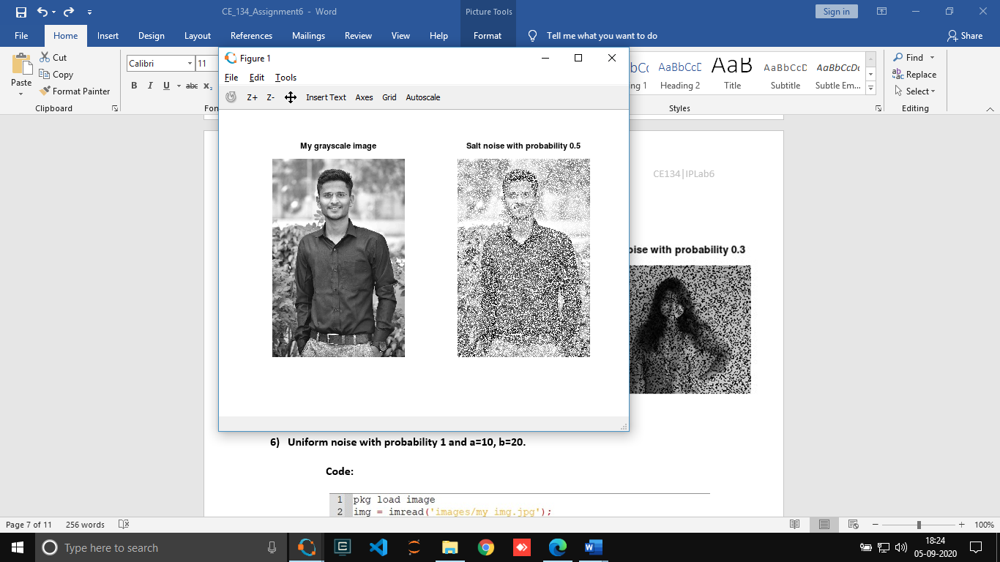 CE_134_Assignment6 - Word
Picture Tools
Sign in
File Home Insert Design Layout References Mailings Review View Help Format Tell me what you want to do Share
Paste
Cut
Copy
Format Painter
Clipboard
Calibri 11
B I U abc x₂
Fon
Figure 1
File Edit Tools
Z+ Z- Insert Text Axes Grid Autoscale
AaBbCcD AaB AaBbCcD AaBbCcDc
ng 1 Heading 2 Title Subtitle Subtle Em...
Styles
Find
Replace
Select
Editing
My grayscale image
Salt noise with probability 0.5
CE134|IPLab6
oise with probability 0.3
6) Uniform noise with probability 1 and a=10, b=20.
Code:
1 pkg load image
2 img = imread('images/my img.jpg');
Page 7 of 11 256 words
100%
Type here to search
18:24
05-09-2020